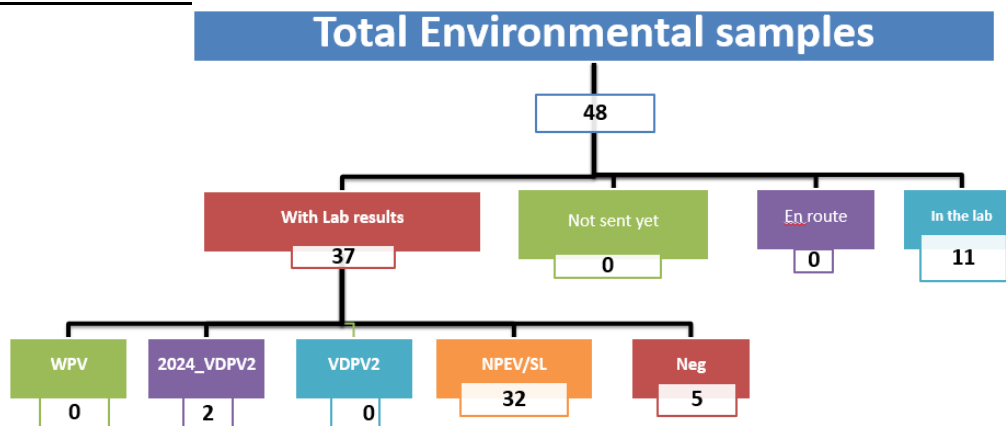 Total Environmental samples
48
With Lab results
37
Not sent yet
0
En route
0
In the lab
11
WPV
0
2024_VDPV2
2
VDPV2
0
NPEV/SL
32
Neg
5